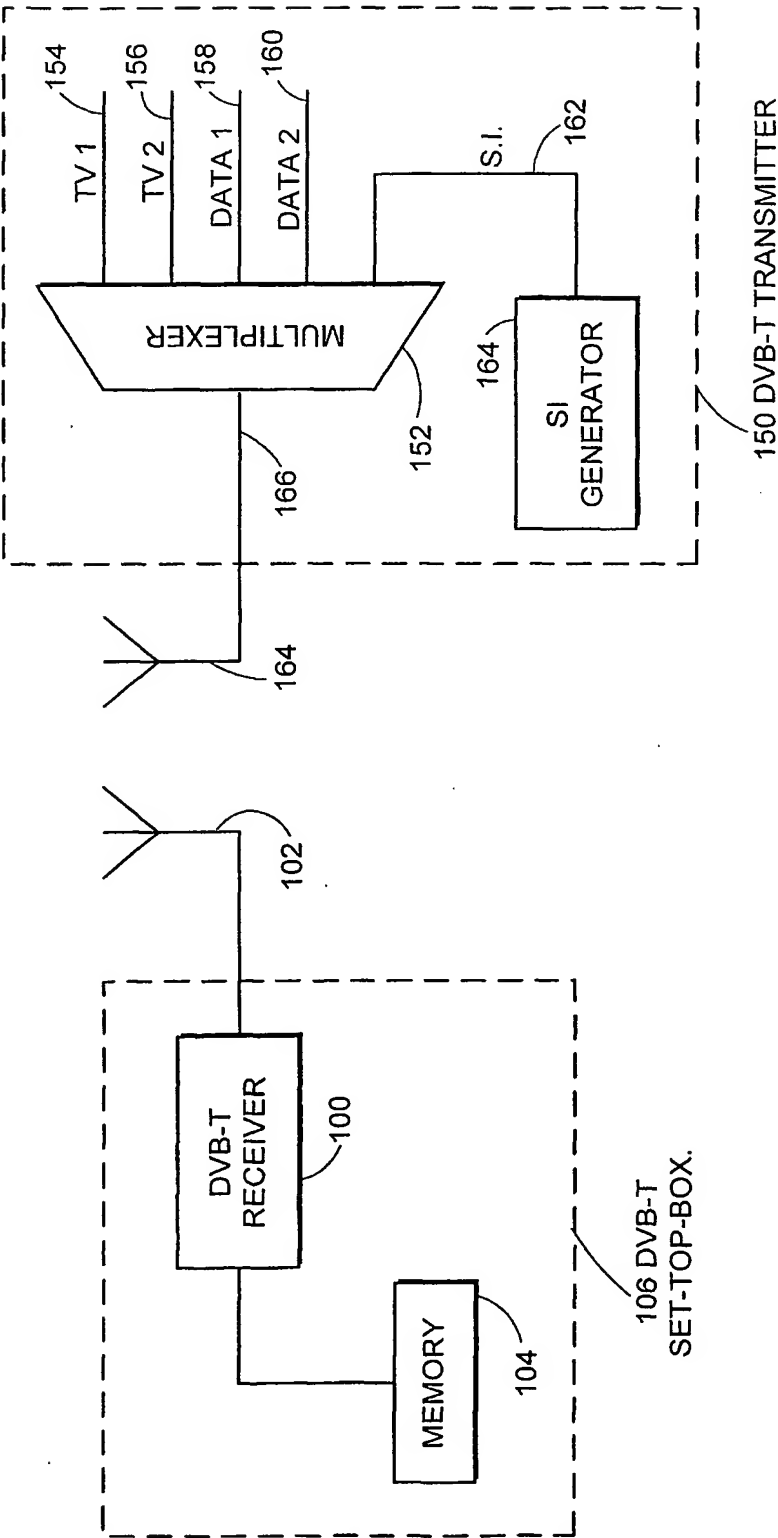 154
TV 1
156
TV 2
158
DATA 1
160
DATA 2
S.I.
162
MULTIPLEXER
152
166
164
SI
GENERATOR
164
150 DVB-T TRANSMITTER
102
DVB-T
RECEIVER
100
MEMORY
104
106 DVB-T
SET-TOP-BOX.